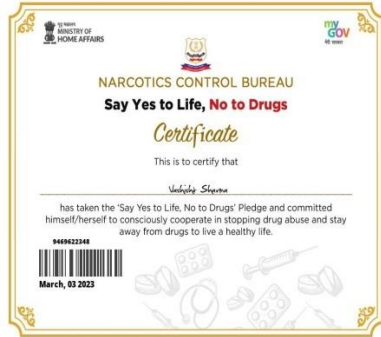 गृह मंत्रालय
MINISTRY OF
HOME AFFAIRS
my
GOV
मेरी सरकार
NARCOTICS CONTROL BUREAU
Say Yes to Life, No to Drugs
Certificate
This is to certify that
Sharma
has taken the 'Say Yes to Life, No to Drugs' Pledge and committed
himself/herself to consciously cooperate in stopping drug abuse and stay
away from drugs to live a healthy life.
9469622348
March, 03 2023